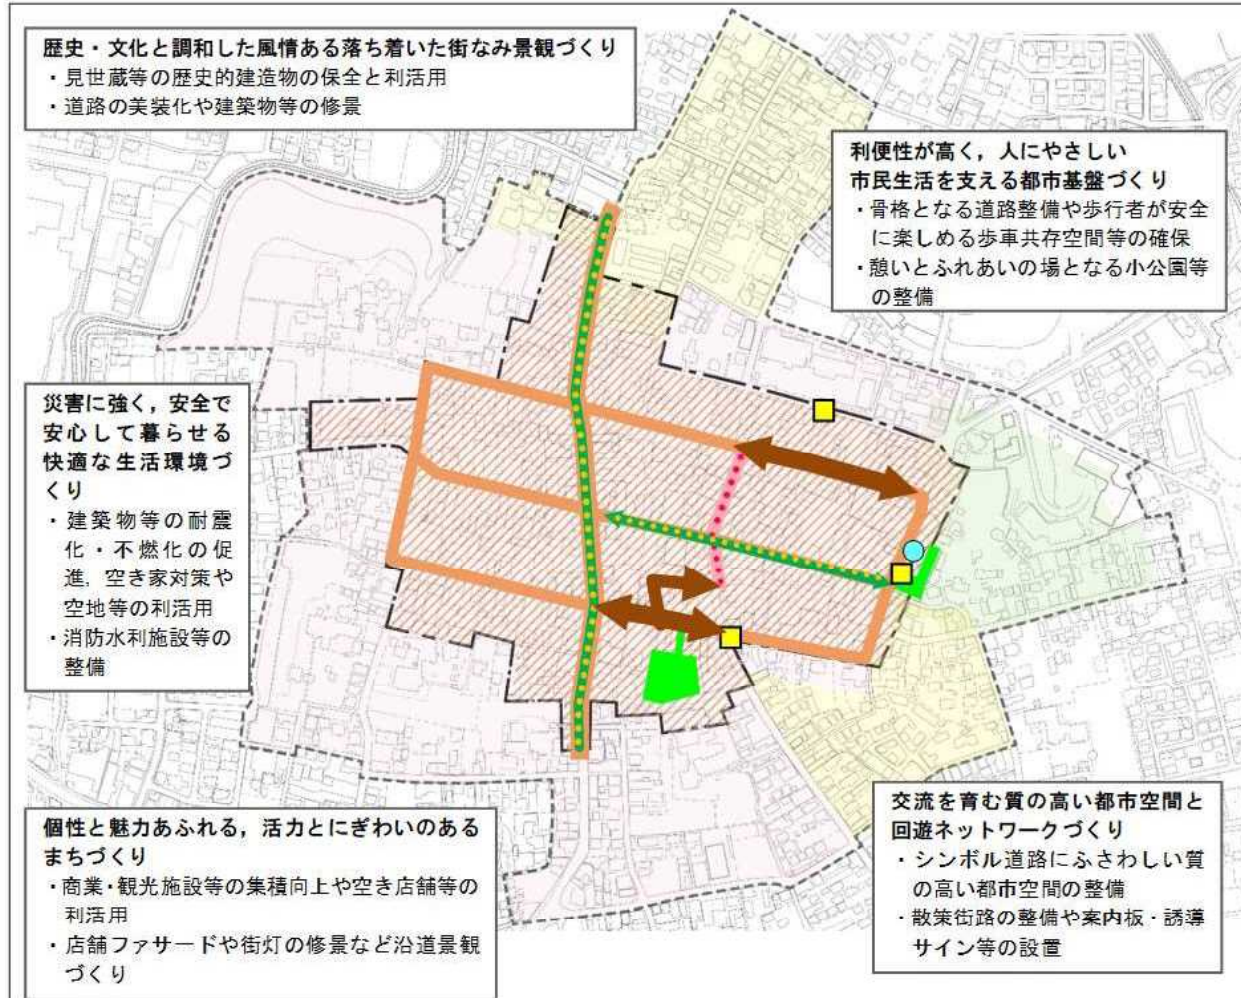 歴史・文化と調和した風情ある落ち着いた街なみ景観づくり
・見世蔵等の歴史的建造物の保全と利活用
・道路の美装化や建築物等の修景
利便性が高く，人にやさしい
市民生活を支える都市基盤づくり
・骨格となる道路整備や歩行者が安全
に楽しめる歩車共存空間等の確保
・憩いとふれあいの場となる小公園等
の整備
災害に強く，安全で
安心して暮らせる
快適な生活環境づ
くり
・建築物等の耐震
化・不燃化の促
進，空き家対策や
空地等の利活用
・消防水利施設等の
整備
個性と魅力あふれる，活力とにぎわいのある
まちづくり
・商業・観光施設等の集積向上や空き店舗等の
利活用
・店舗ファサードや街灯の修景など沿道景観
づくり
交流を育む質の高い都市空間と
回遊ネットワークづくり
・シンボル道路にふさわしい質
の高い都市空間の整備
・散策街路の整備や案内板・誘導
サイン等の設置